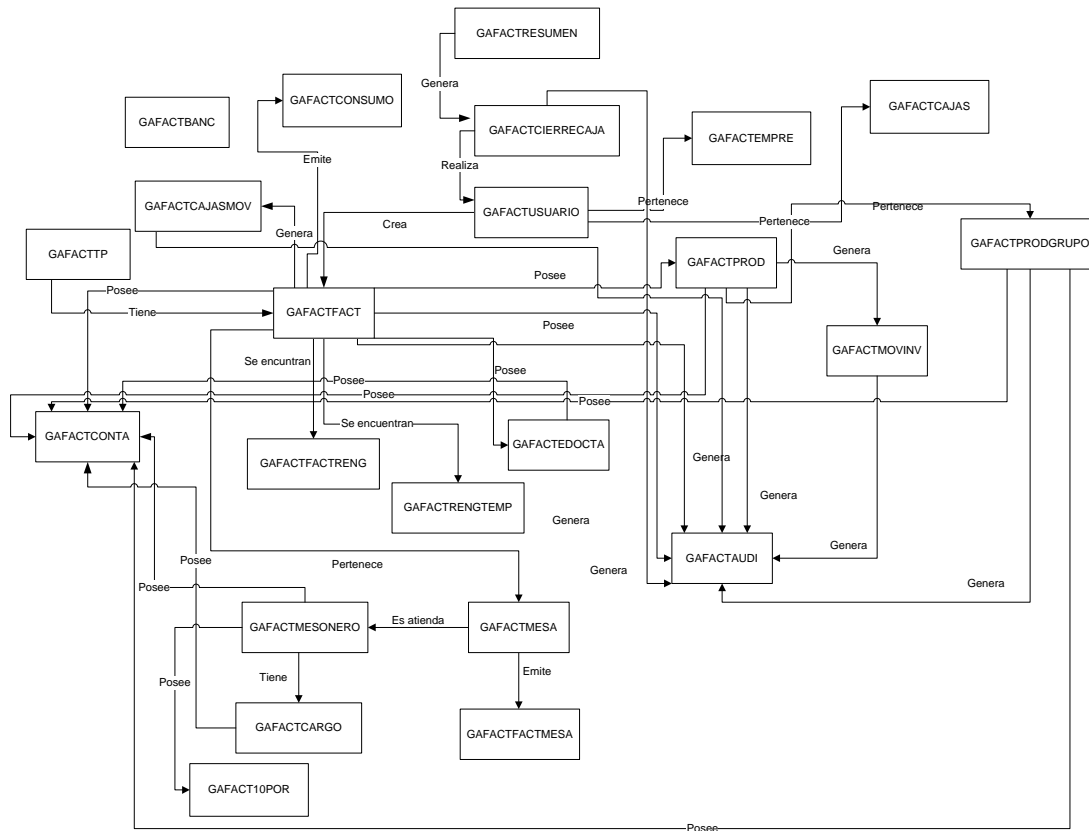 GAFACTRESUMEN
Genera
GAFACTCONSUMO
GAFACTCAJAS
GAFACTBANC
GAFACTCIERRECAJA
GAFACTEMPRE
Emite
Realiza
GAFACTCAJASMOV
GAFACTUSUARIO
Pertenece
Pertenece
Pertenece
Crea
Genera
GAFACTTP
GAFACTPRODGRUPO
GAFACTPROD
Genera
Posee
Posee
Tiene
GAFACTFACT
Posee
GAFACTMOVINV
Se encuntran
Posee
Posee
Posee
Posee
Se encuentran
GAFACTCONTA
GAFACTEDOCTA
GAFACTFACTRENG
Genera
GAFACTRENGTEMP
Genera
Genera
GAFACTAUDI
Genera
Posee
Pertenece
Genera
Posee
Genera
GAFACTMESONERO
Es atienda
GAFACTMESA
Posee
Tiene
Emite
GAFACTCARGO
GAFACTFACTMESA
GAFACT10POR
Posee